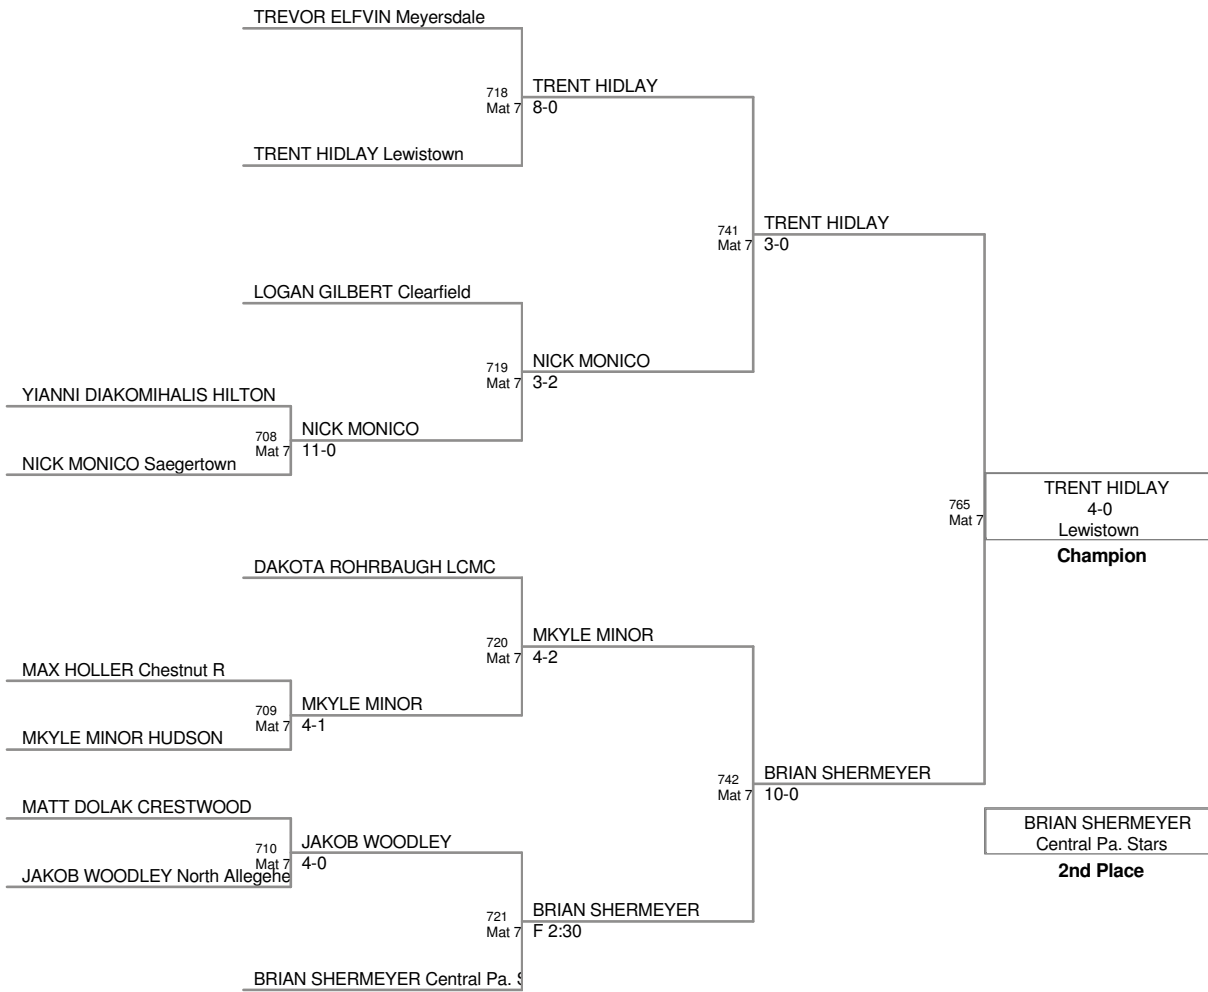 TREVOR ELFVIN Meyersdale
718
Mat 7
TRENT HIDLAY
8-0
TRENT HIDLAY Lewistown
741
Mat 7
TRENT HIDLAY
3-0
LOGAN GILBERT Clearfield
719
Mat 7
NICK MONICO
3-2
YIANNI DIAKOMIHALIS HILTON
708
Mat 7
NICK MONICO
11-0
NICK MONICO Saegertown
765
Mat 7
TRENT HIDLAY
4-0
Lewistown
Champion
DAKOTA ROHRBAUGH LCMC
720
Mat 7
MKYLE MINOR
4-2
MAX HOLLER Chestnut R
709
Mat 7
MKYLE MINOR
4-1
MKYLE MINOR HUDSON
742
Mat 7
BRIAN SHERMEYER
10-0
MATT DOLAK CRESTWOOD
710
Mat 7
JAKOB WOODLEY
4-0
JAKOB WOODLEY North Allegehe
721
Mat 7
BRIAN SHERMEYER
F 2:30
BRIAN SHERMEYER Central Pa. S
BRIAN SHERMEYER
Central Pa. Stars
2nd Place